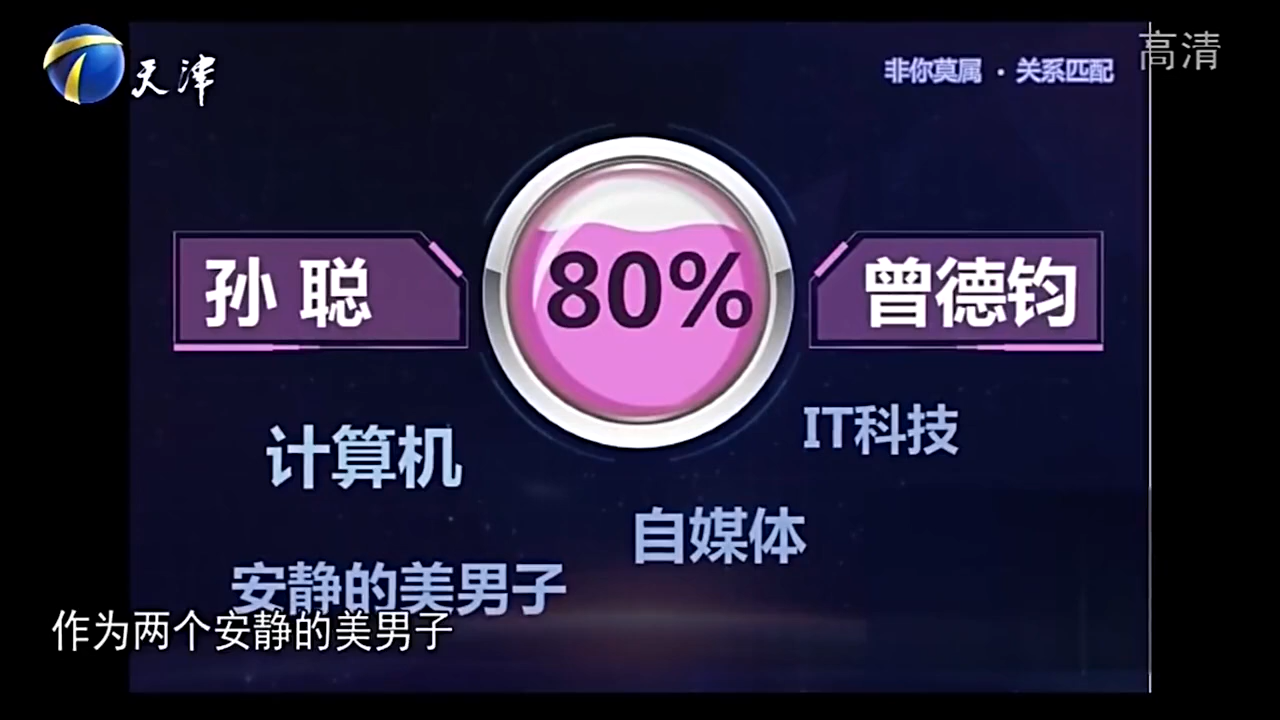 天津
高清
非你莫属·关系匹配
孙聪
80%
曾德钧
计算机
IT科技
自媒体
安静的美男子
作为两个安静的美男子